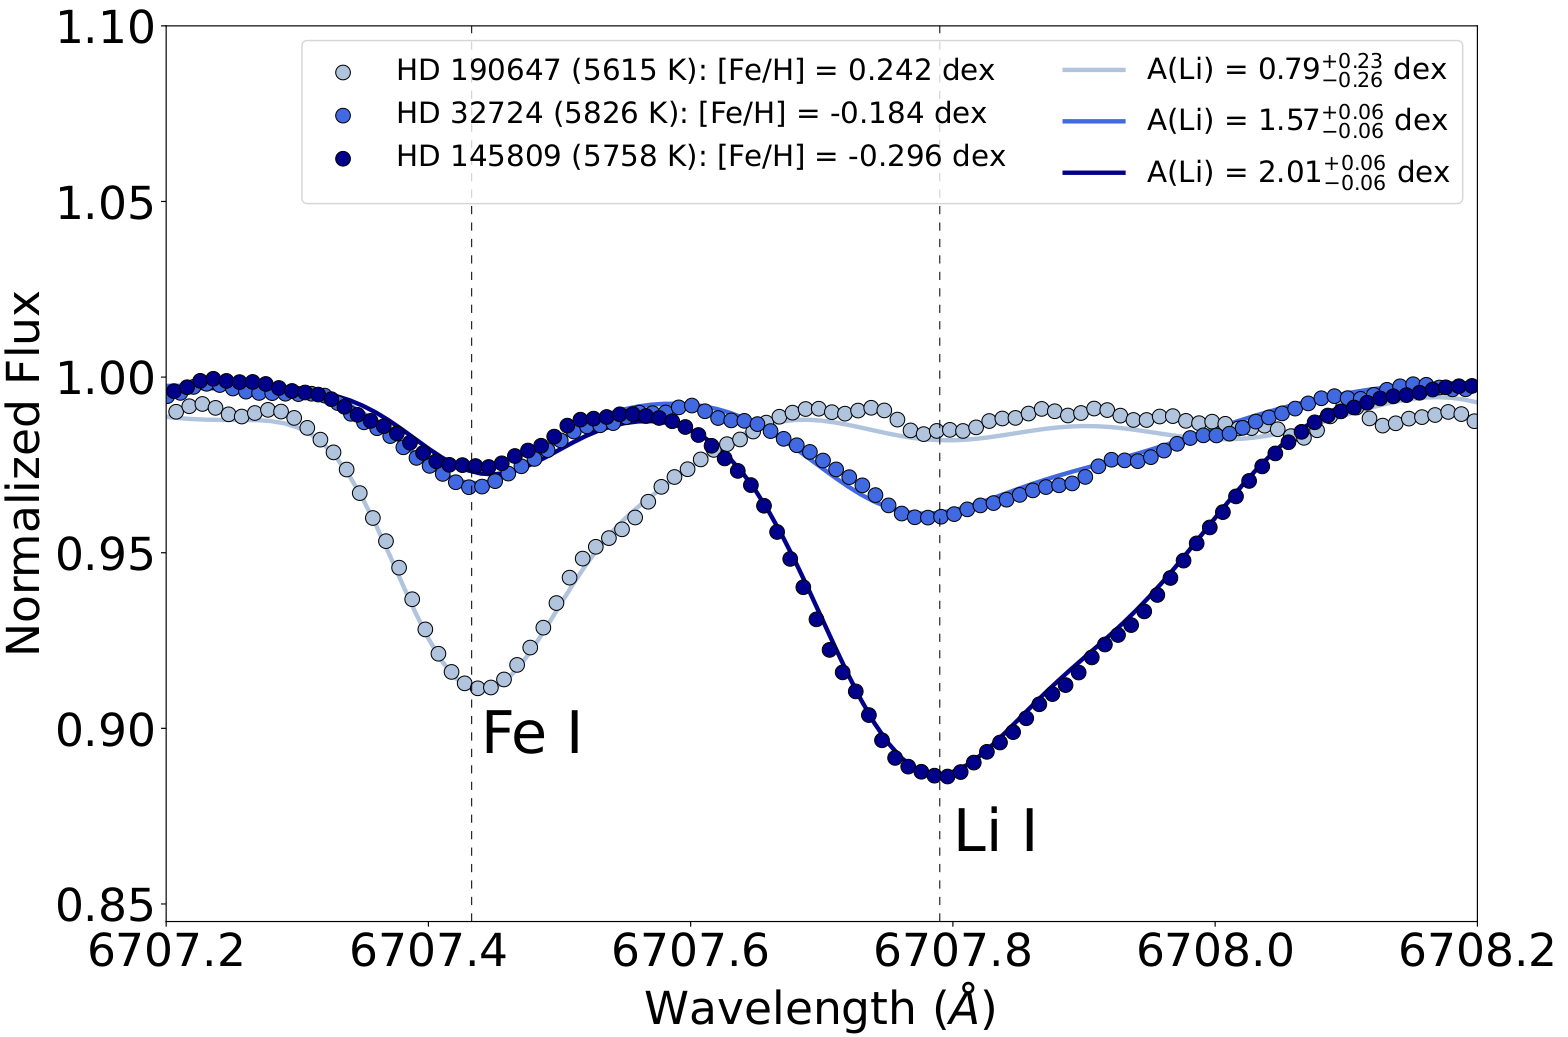 1.10
1.05
1.00
0.95
0.90
0.85
Normalized Flux
HD 190647 (5615 K): [Fe/H] = 0.242 dex
HD 32724 (5826 K): [Fe/H] = -0.184 dex
HD 145809 (5758 K): [Fe/H] = -0.296 dex
A(Li) = 0.79+0.23 −0.26 dex
A(Li) = 1.57+0.06 −0.06 dex
A(Li) = 2.01+0.06 −0.06 dex
Fe I
Li I
6707.2 6707.4 6707.6 6707.8 6708.0 6708.2
Wavelength (Å)